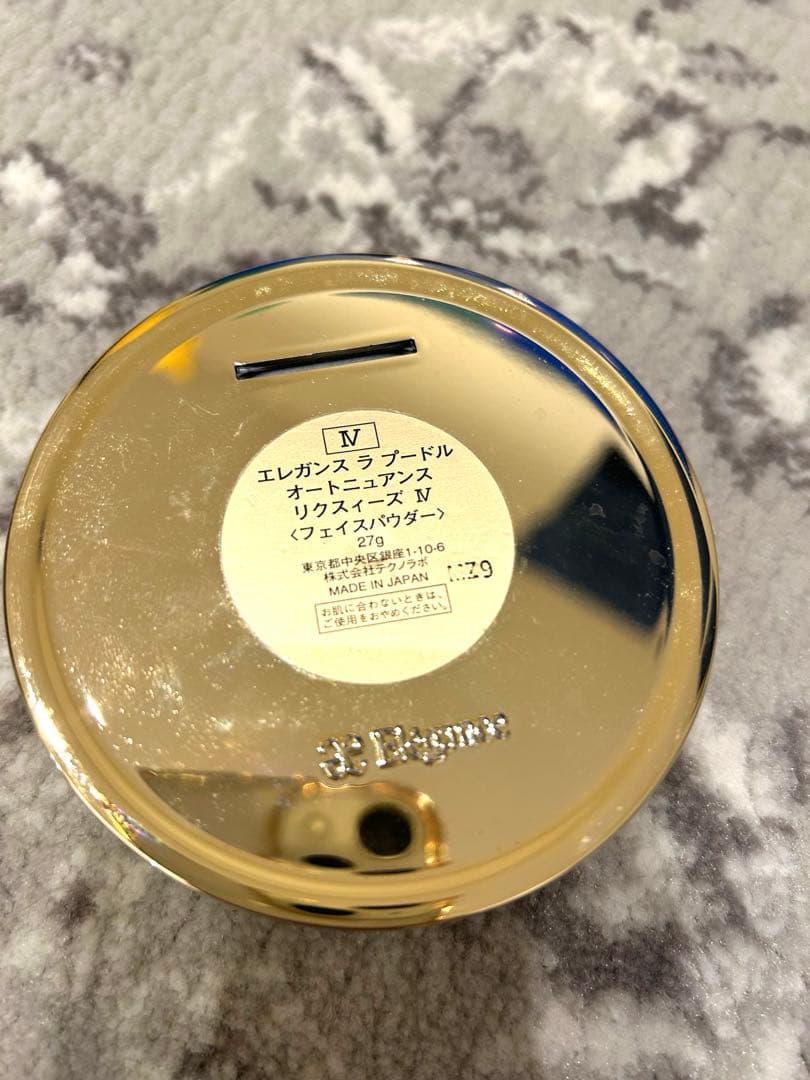 Ⅳ
エレガンス ラ プードル
オートニュアンス
リクスィーズ Ⅳ
〈フェイスパウダー〉
27g
東京都中央区銀座1-10-6
株式会社テクノラボ
MADE IN JAPAN
お肌に合わないときは、
ご使用をおやめください。
Elégance